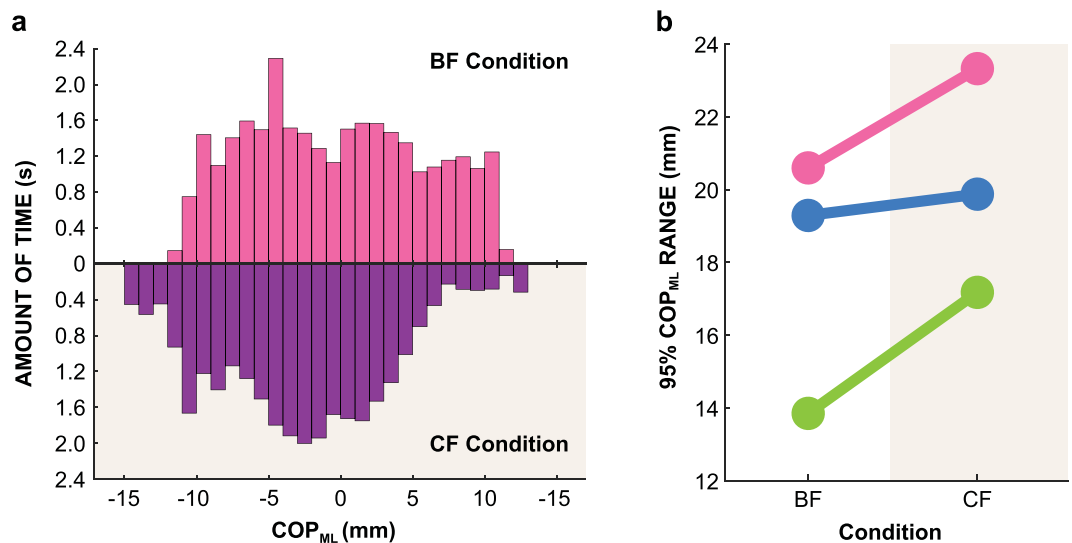 a
BF Condition
AMOUNT OF TIME (s)
2.4
2.0
1.6
1.2
0.8
0.4
0
0.4
0.8
1.2
1.6
2.0
2.4
CF Condition
-15 -10 -5 0 5 10 -15
COP_ML (mm)
b
95% COP_ML RANGE (mm)
24
22
20
18
16
14
12
BF CF
Condition